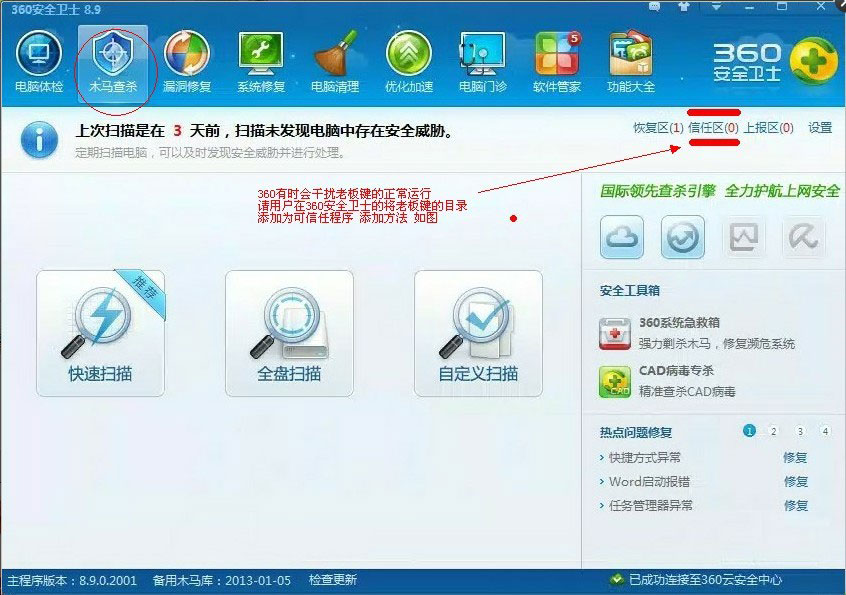 360安全卫士 8.9
电脑体检 木马查杀 漏洞修复 系统修复 电脑清理 优化加速 电脑门诊 软件管家 功能大全
5
360
安全卫士
上次扫描是在 3 天前，扫描未发现电脑中存在安全威胁。
定期扫描电脑，可以及时发现安全威胁并进行处理。
恢复区(1) 信任区(0) 上报区(0) 设置
360有时会干扰老板键的正常运行
请用户在360安全卫士的将老板键的目录
添加为可信任程序 添加方法 如图
推荐
快速扫描
全盘扫描
自定义扫描
国际领先查杀引擎 全力护航上网安全
安全工具箱
360系统急救箱
强力剿杀木马，修复濒危系统
CAD
CAD病毒专杀
精准查杀CAD病毒
热点问题修复 1 2 3 4
快捷方式异常 修复
Word启动报错 修复
任务管理器异常 修复
主程序版本：8.9.0.2001 备用木马库：2013-01-05 检查更新
已成功连接至360云安全中心